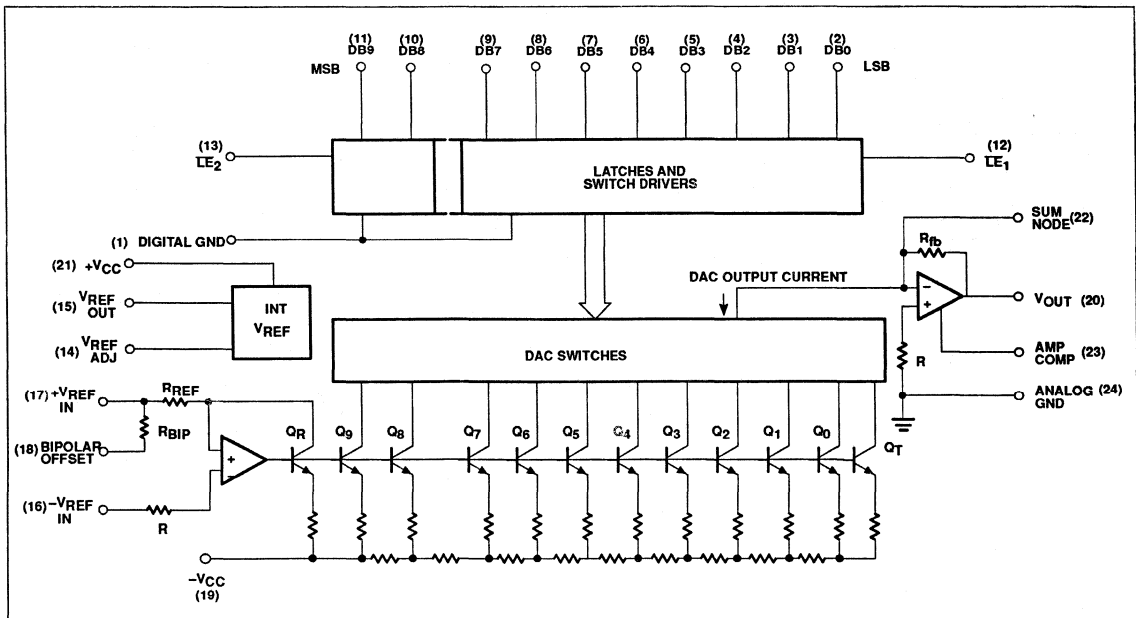 (11) (10) (9) (8) (7) (6) (5) (4) (3) (2)
DB9 DB8 DB7 DB6 DB5 DB4 DB3 DB2 DB1 DB0
MSB LSB
(13) (12)
LE2 LE1
LATCHES AND
SWITCH DRIVERS
(1) DIGITAL GND
(21) +VCC
(15) VREF OUT
(14) VREF ADJ
INT
VREF
DAC OUTPUT CURRENT
SUM
NODE (22)
Rfb
−
+
VOUT (20)
AMP
COMP (23)
R
ANALOG
GND (24)
DAC SWITCHES
(17) +VREF
IN
RREF
RBIP
(18) BIPOLAR
OFFSET
+
−
(16) −VREF
IN
R
QR Q9 Q8 Q7 Q6 Q5 Q4 Q3 Q2 Q1 Q0 QT
−VCC
(19)